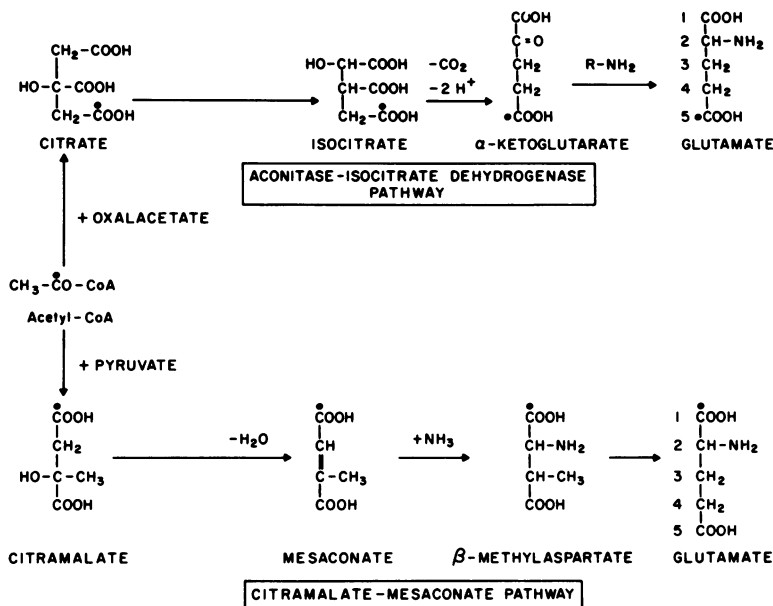 CH2-COOH
HO-C-COOH
CH2-COOH
CITRATE
HO-CH-COOH
CH-COOH
CH2-COOH
ISOCITRATE
-CO2
-2 H+
COOH
C=O
CH2
CH2
COOH
α-KETOGLUTARATE
R-NH2
1 COOH
2 CH-NH2
3 CH2
4 CH2
5 COOH
GLUTAMATE
ACONITASE-ISOCITRATE DEHYDROGENASE
PATHWAY
+ OXALACETATE
CH3-CO-CoA
Acetyl-CoA
+ PYRUVATE
COOH
CH2
HO-C-CH3
COOH
CITRAMALATE
-H2O
COOH
CH
C-CH3
COOH
MESACONATE
+NH3
COOH
CH-NH2
CH-CH3
COOH
β-METHYLASPARTATE
1 COOH
2 CH-NH2
3 CH2
4 CH2
5 COOH
GLUTAMATE
CITRAMALATE-MESACONATE PATHWAY